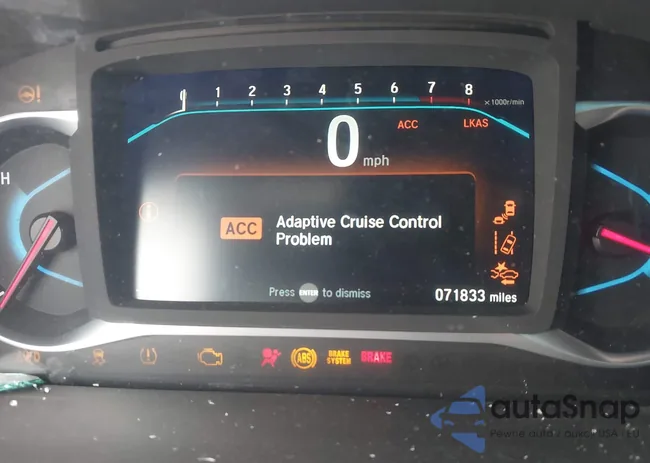 0 1 2 3 4 5 6 7 8
×1000r/min
ACC LKAS
0 mph
ACC Adaptive Cruise Control
Problem
Press ENTER to dismiss
071833 miles
H
ABS
BRAKE
SYSTEM
BRAKE
autaSnap